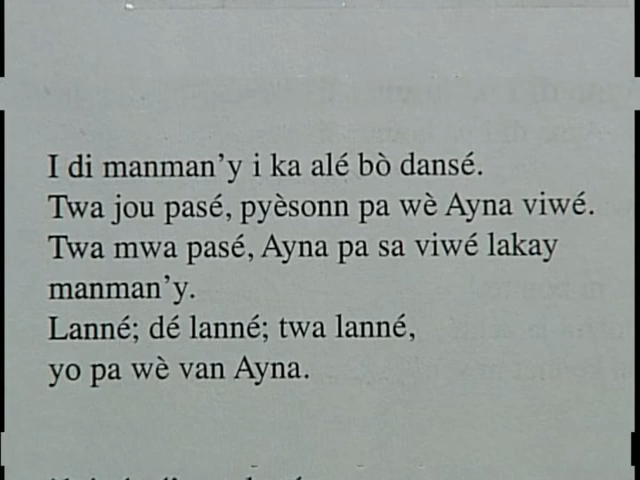 I di manman'y i ka alé bò dansé.
Twa jou pasé, pyèsonn pa wè Ayna viwé.
Twa mwa pasé, Ayna pa sa viwé lakay
manman'y.
Lanné; dé lanné; twa lanné,
yo pa wè van Ayna.